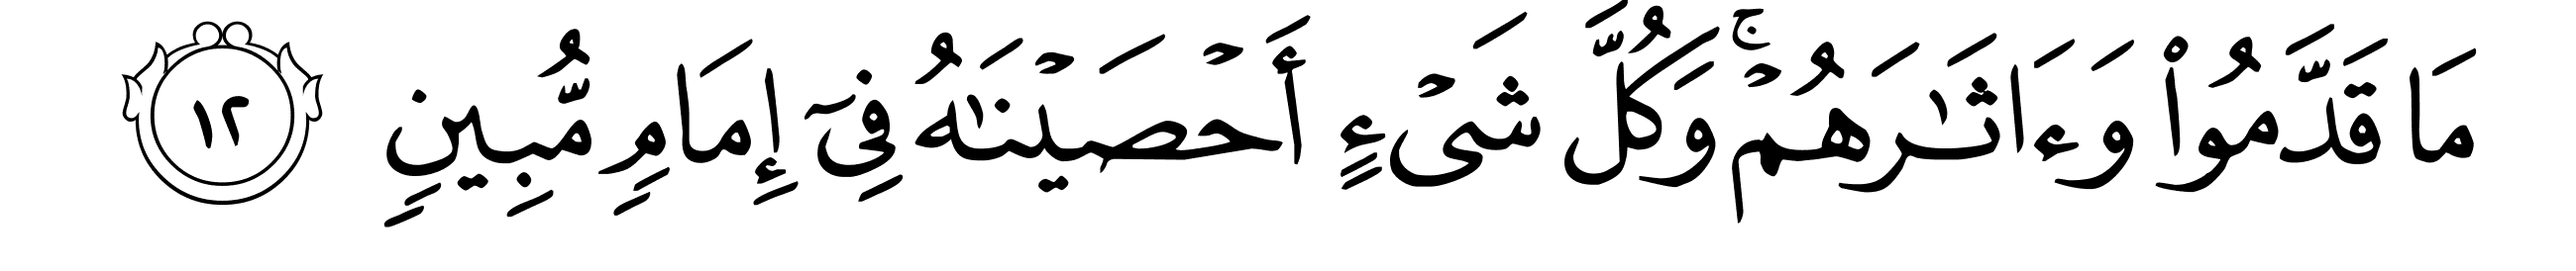 مَا قَدَّمُوا۟ وَءَاثَـٰرَهُمْ ۚ وَكُلَّ شَىْءٍ أَحْصَيْنَـٰهُ فِىٓ إِمَامٍ مُّبِينٍ ١٢